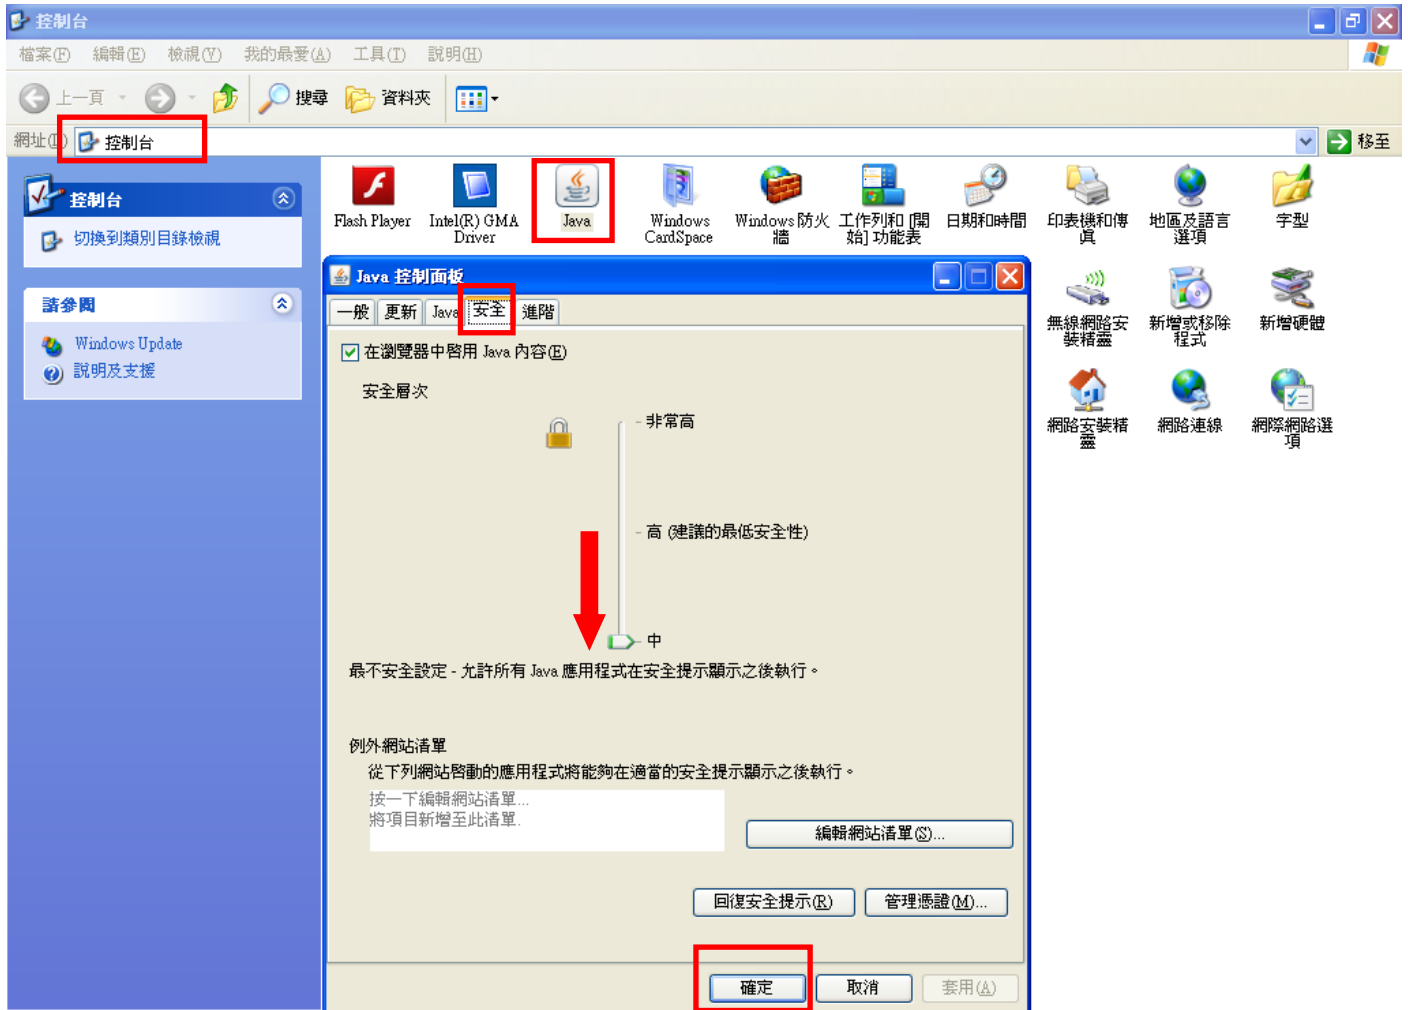 控制台
檔案(F) 編輯(E) 檢視(V) 我的最愛(A) 工具(T) 說明(H)
上一頁 搜尋 資料夾
網址(D) 控制台 移至
控制台
切換到類別目錄檢視
請參閱
Windows Update
說明及支援
Flash Player
Intel(R) GMA
Driver
Java
Windows
CardSpace
Windows 防火
牆
工作列和 [開
始] 功能表
日期和時間
印表機和傳
真
地區及語言
選項
字型
無線網路安
裝精靈
新增或移除
程式
新增硬體
網路安裝精
靈
網路連線
網際網路選
項
Java 控制面板
一般 更新 Java 安全 進階
在瀏覽器中啓用 Java 內容(E)
安全層次
- 非常高
- 高 (建議的最低安全性)
- 中
最不安全設定 - 允許所有 Java 應用程式在安全提示顯示之後執行。
例外網站清單
從下列網站啓動的應用程式將能夠在適當的安全提示顯示之後執行。
按一下編輯網站清單...
將項目新增至此清單.
編輯網站清單(S)...
回復安全提示(R) 管理憑證(M)...
確定 取消 套用(A)